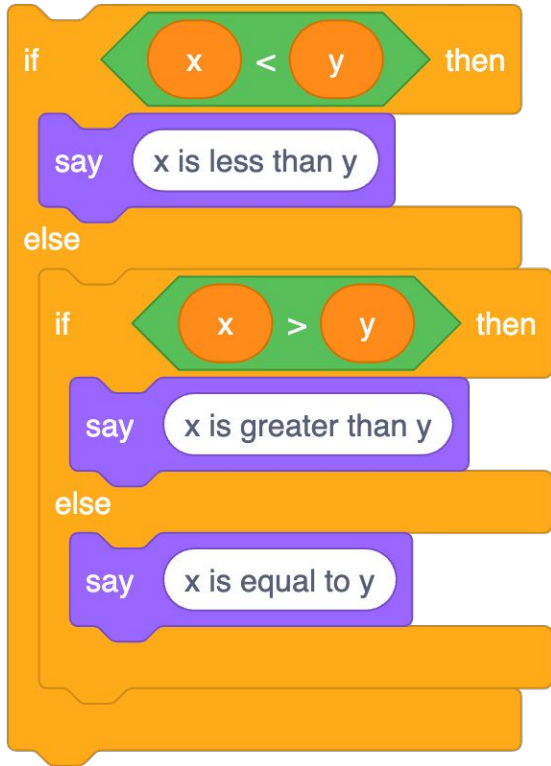 if x < y then
say x is less than y
else
if x > y then
say x is greater than y
else
say x is equal to y